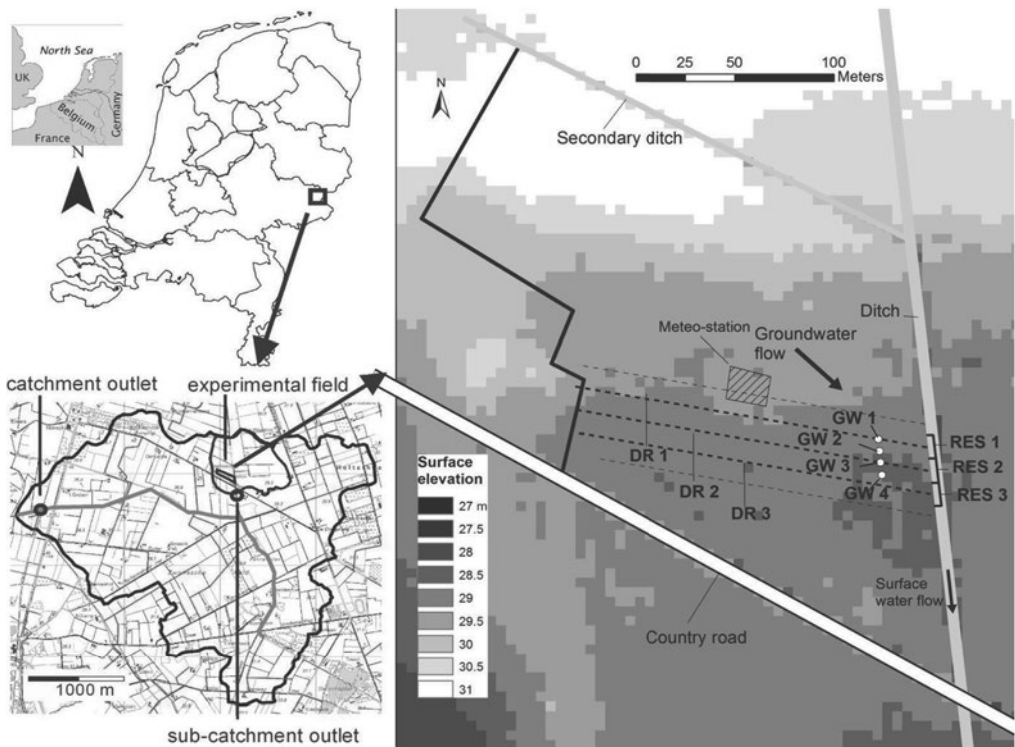 North Sea
UK
Belgium
Germany
France
N
catchment outlet
experimental field
1000 m
sub-catchment outlet
N
0 25 50 100
Meters
Secondary ditch
Ditch
Meteo-station
Groundwater
flow
GW 1
GW 2
GW 3
GW 4
RES 1
RES 2
RES 3
DR 1
DR 2
DR 3
Surface
water flow
Country road
Surface
elevation
27 m
27.5
28
28.5
29
29.5
30
30.5
31